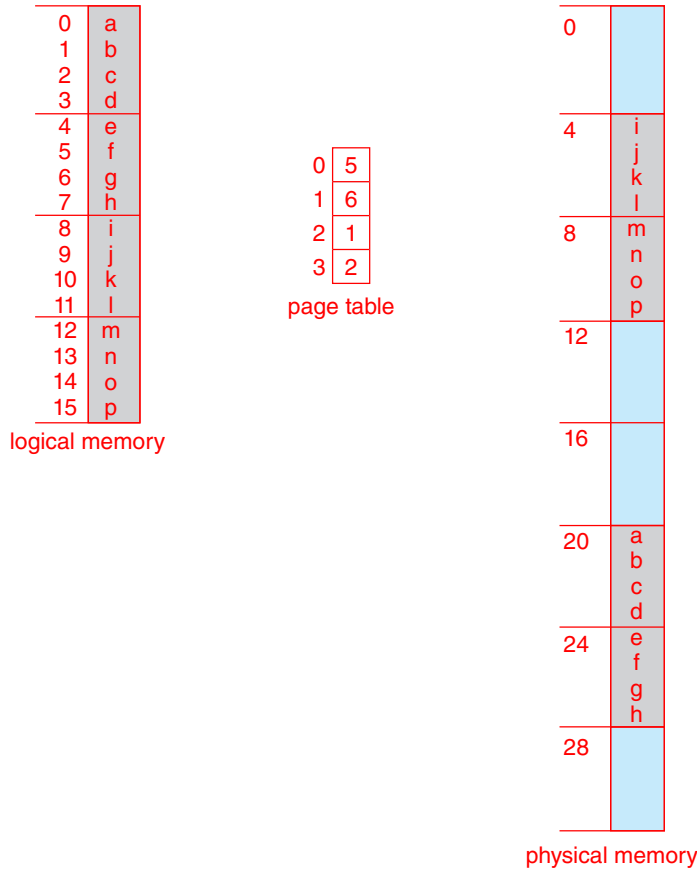 0 a
1 b
2 c
3 d
4 e
5 f
6 g
7 h
8 i
9 j
10 k
11 l
12 m
13 n
14 o
15 p
logical memory
0 5
1 6
2 1
3 2
page table
0
4 i
j
k
l
8 m
n
o
p
12
16
20 a
b
c
d
24 e
f
g
h
28
physical memory